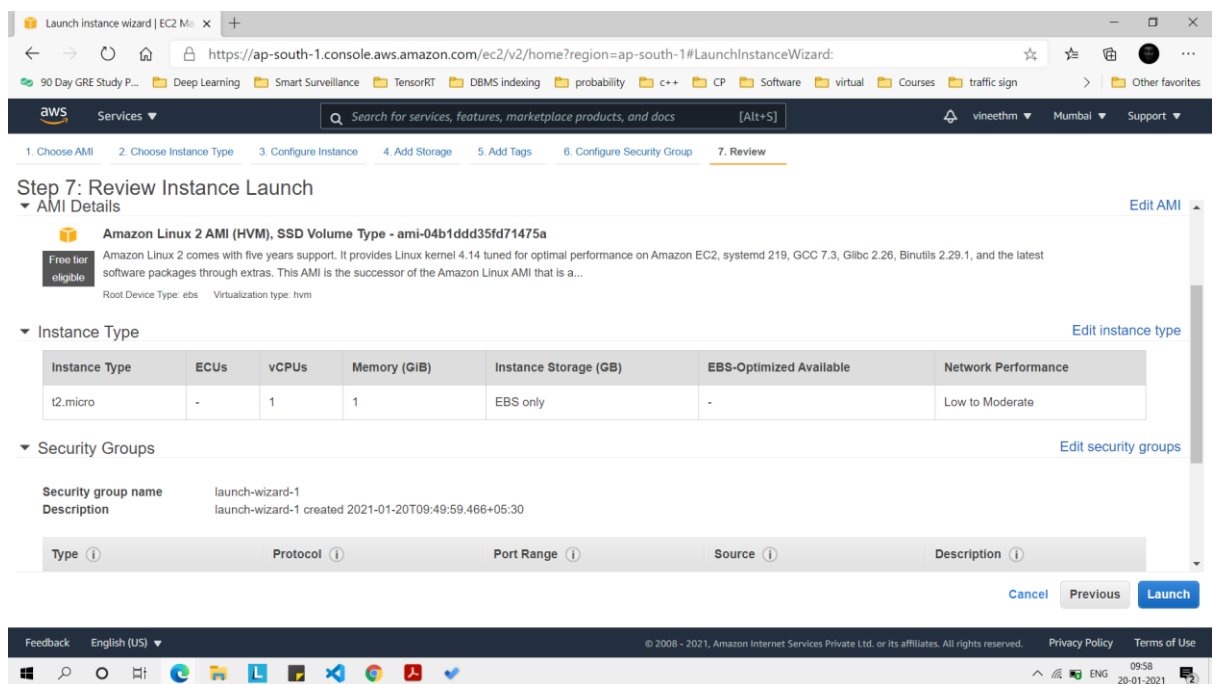 Launch instance wizard | EC2 Ma
https://ap-south-1.console.aws.amazon.com/ec2/v2/home?region=ap-south-1#LaunchInstanceWizard:
90 Day GRE Study P... Deep Learning Smart Surveillance TensorRT DBMS indexing probability c++ CP Software virtual Courses traffic sign Other favorites
aws Services Search for services, features, marketplace products, and docs [Alt+S] vineethm Mumbai Support
1. Choose AMI 2. Choose Instance Type 3. Configure Instance 4. Add Storage 5. Add Tags 6. Configure Security Group 7. Review
Step 7: Review Instance Launch
AMI Details Edit AMI
Amazon Linux 2 AMI (HVM), SSD Volume Type - ami-04b1ddd35fd71475a
Free tier eligible
Amazon Linux 2 comes with five years support. It provides Linux kernel 4.14 tuned for optimal performance on Amazon EC2, systemd 219, GCC 7.3, Glibc 2.26, Binutils 2.29.1, and the latest
software packages through extras. This AMI is the successor of the Amazon Linux AMI that is a...
Root Device Type: ebs Virtualization type: hvm
Instance Type Edit instance type
Instance Type ECUs vCPUs Memory (GiB) Instance Storage (GB) EBS-Optimized Available Network Performance
t2.micro - 1 1 EBS only - Low to Moderate
Security Groups Edit security groups
Security group name launch-wizard-1
Description launch-wizard-1 created 2021-01-20T09:49:59.466+05:30
Type Protocol Port Range Source Description
Cancel Previous Launch
Feedback English (US) © 2008 - 2021, Amazon Internet Services Private Ltd. or its affiliates. All rights reserved. Privacy Policy Terms of Use
ENG 09:58
20-01-2021 2